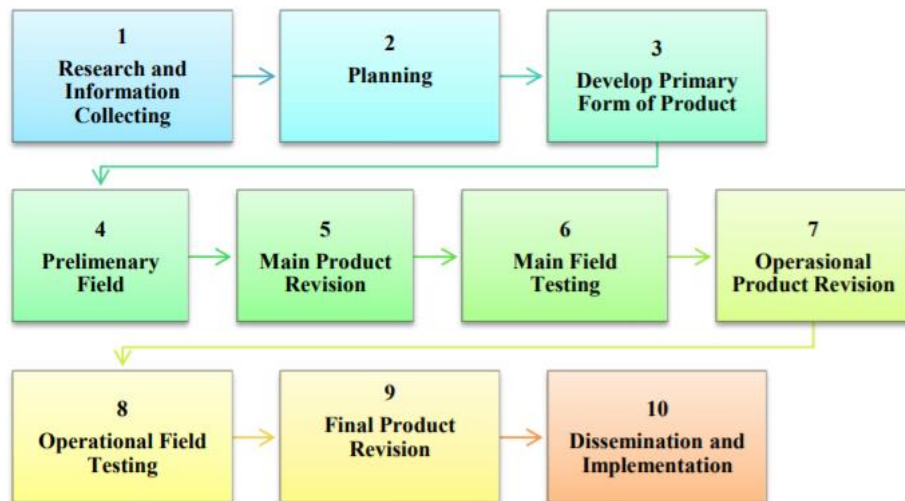 1
Research and
Information
Collecting
2
Planning
3
Develop Primary
Form of Product
4
Prelimenary
Field
5
Main Product
Revision
6
Main Field
Testing
7
Operasional
Product Revision
8
Operational Field
Testing
9
Final Product
Revision
10
Dissemination and
Implementation